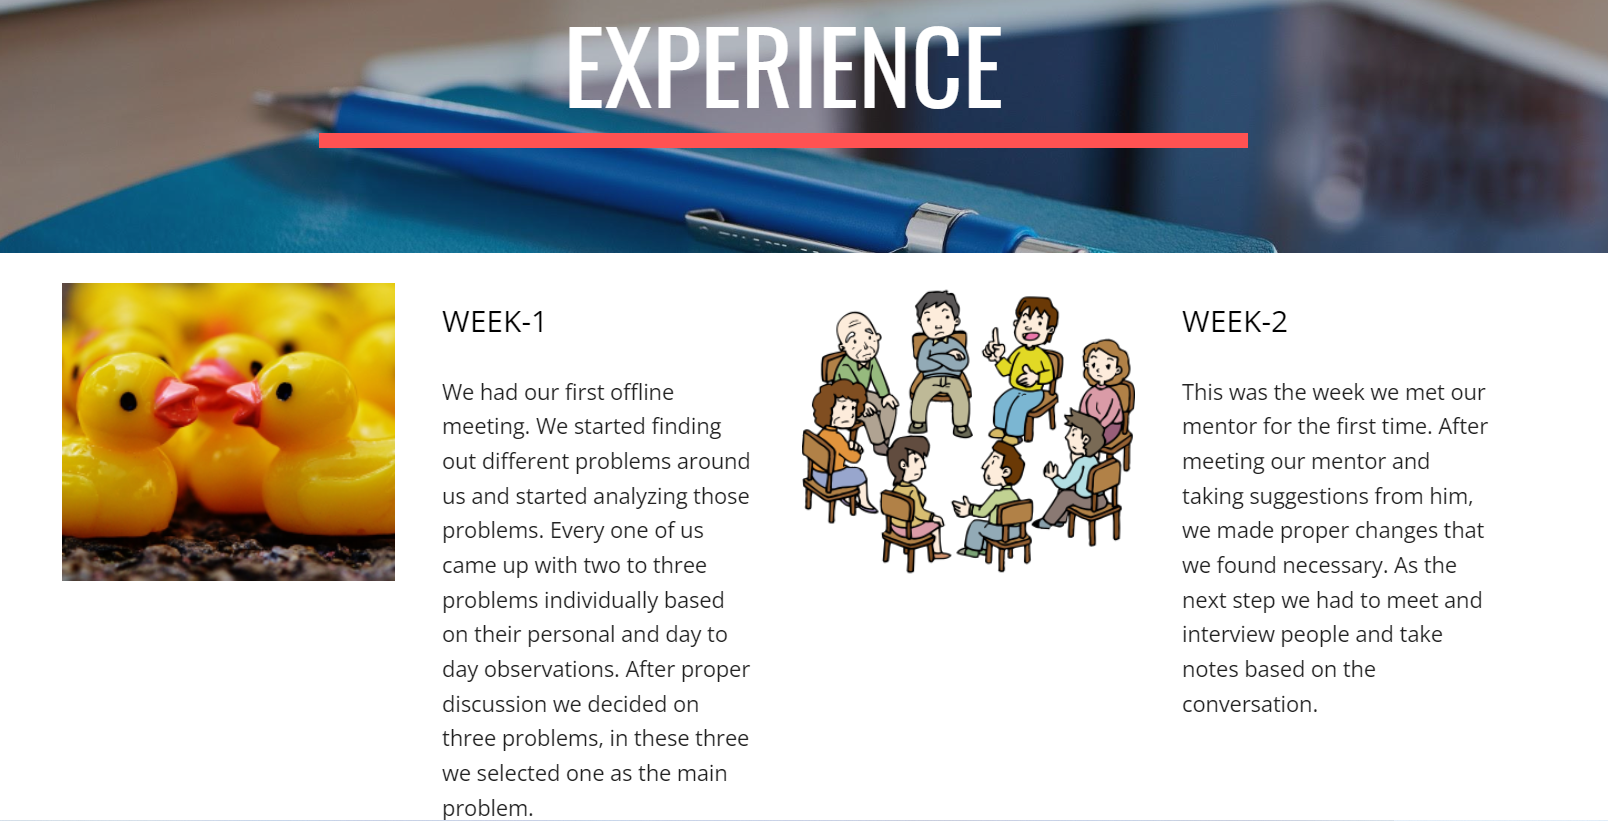 EXPERIENCE
WEEK-1
We had our first offline
meeting. We started finding
out different problems around
us and started analyzing those
problems. Every one of us
came up with two to three
problems individually based
on their personal and day to
day observations. After proper
discussion we decided on
three problems, in these three
we selected one as the main
problem.
WEEK-2
This was the week we met our
mentor for the first time. After
meeting our mentor and
taking suggestions from him,
we made proper changes that
we found necessary. As the
next step we had to meet and
interview people and take
notes based on the
conversation.